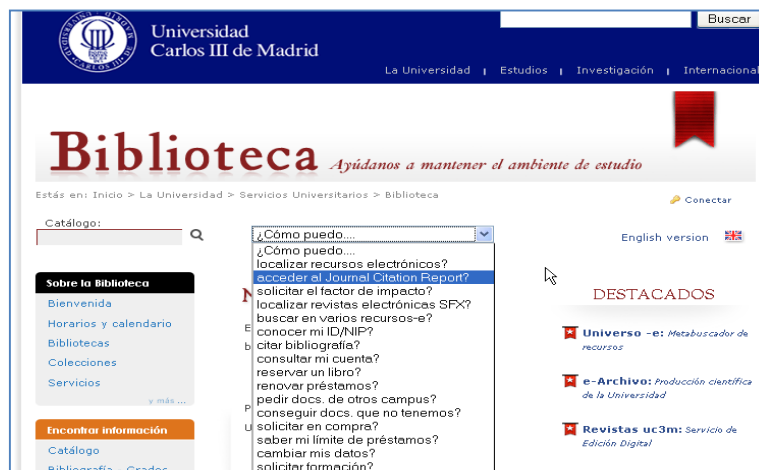 Universidad
Carlos III de Madrid
Buscar
La Universidad | Estudios | Investigación | Internacional
Biblioteca Ayúdanos a mantener el ambiente de estudio
Estás en: Inicio > La Universidad > Servicios Universitarios > Biblioteca
Conectar
Catálogo:
English version
¿Cómo puedo....
¿Cómo puedo....
localizar recursos electrónicos?
acceder al Journal Citation Report?
solicitar el factor de impacto?
localizar revistas electrónicas SFX?
buscar en varios recursos-e?
conocer mi ID/NIP?
citar bibliografía?
consultar mi cuenta?
reservar un libro?
renovar préstamos?
pedir docs. de otros campus?
conseguir docs. que no tenemos?
solicitar en compra?
saber mi límite de préstamos?
cambiar mis datos?
solicitar formación?
Sobre la Biblioteca
Bienvenida
Horarios y calendario
Bibliotecas
Colecciones
Servicios
y más ...
Encontrar información
Catálogo
Bibliografía - Grados
N
E
b
P
U
DESTACADOS
Universo -e: Metabuscador de
recursos
e-Archivo: Producción científica
de la Universidad
Revistas uc3m: Servicio de
Edición Digital